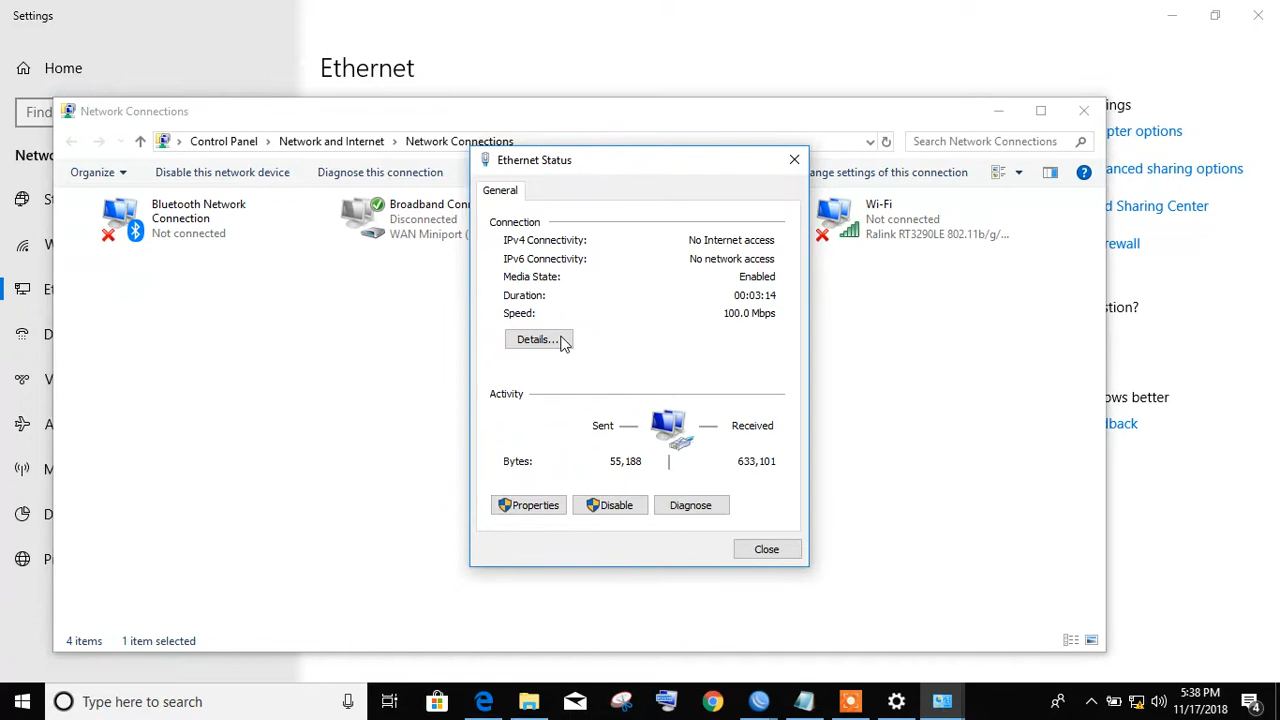 Settings
Home
Ethernet
Find
Netwo
Network Connections
Control Panel
Network and Internet
Network Connections
Search Network Connections
Organize
Disable this network device
Diagnose this connection
ange settings of this connection
Bluetooth Network
Connection
Not connected
Broadband Con
Disconnected
WAN Miniport (
Wi-Fi
Not connected
Ralink RT3290LE 802.11b/g/...
4 items
1 item selected
Ethernet Status
General
Connection
IPv4 Connectivity: No Internet access
IPv6 Connectivity: No network access
Media State: Enabled
Duration: 00:03:14
Speed: 100.0 Mbps
Details...
Activity
Sent
Received
Bytes: 55,188 633,101
Properties
Disable
Diagnose
Close
ngs
pter options
anced sharing options
d Sharing Center
rewall
stion?
ows better
dback
Type here to search
5:38 PM
11/17/2018
4